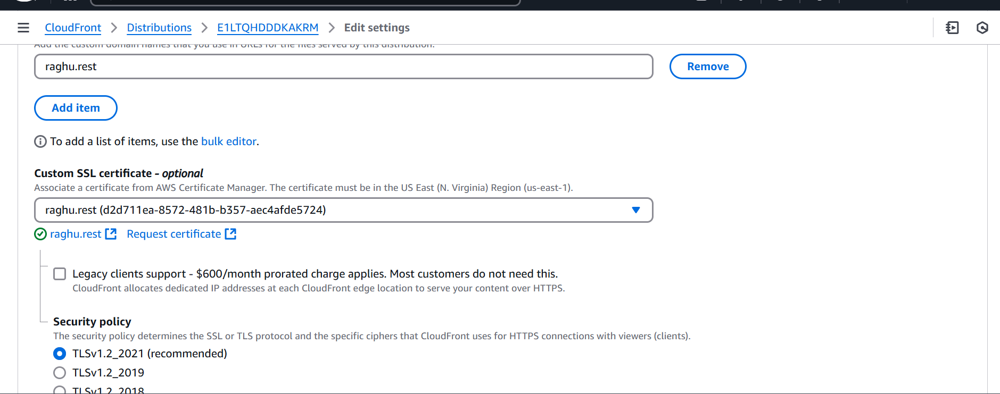 CloudFront > Distributions > E1LTQHDDDKAKRM > Edit settings
Add the custom domain names that you use in URLs for the files served by this distribution.
raghu.rest
Remove
Add item
To add a list of items, use the bulk editor.
Custom SSL certificate - optional
Associate a certificate from AWS Certificate Manager. The certificate must be in the US East (N. Virginia) Region (us-east-1).
raghu.rest (d2d711ea-8572-481b-b357-aec4afde5724)
raghu.rest Request certificate
Legacy clients support - $600/month prorated charge applies. Most customers do not need this.
CloudFront allocates dedicated IP addresses at each CloudFront edge location to serve your content over HTTPS.
Security policy
The security policy determines the SSL or TLS protocol and the specific ciphers that CloudFront uses for HTTPS connections with viewers (clients).
TLSv1.2_2021 (recommended)
TLSv1.2_2019
TLSv1.2_2018